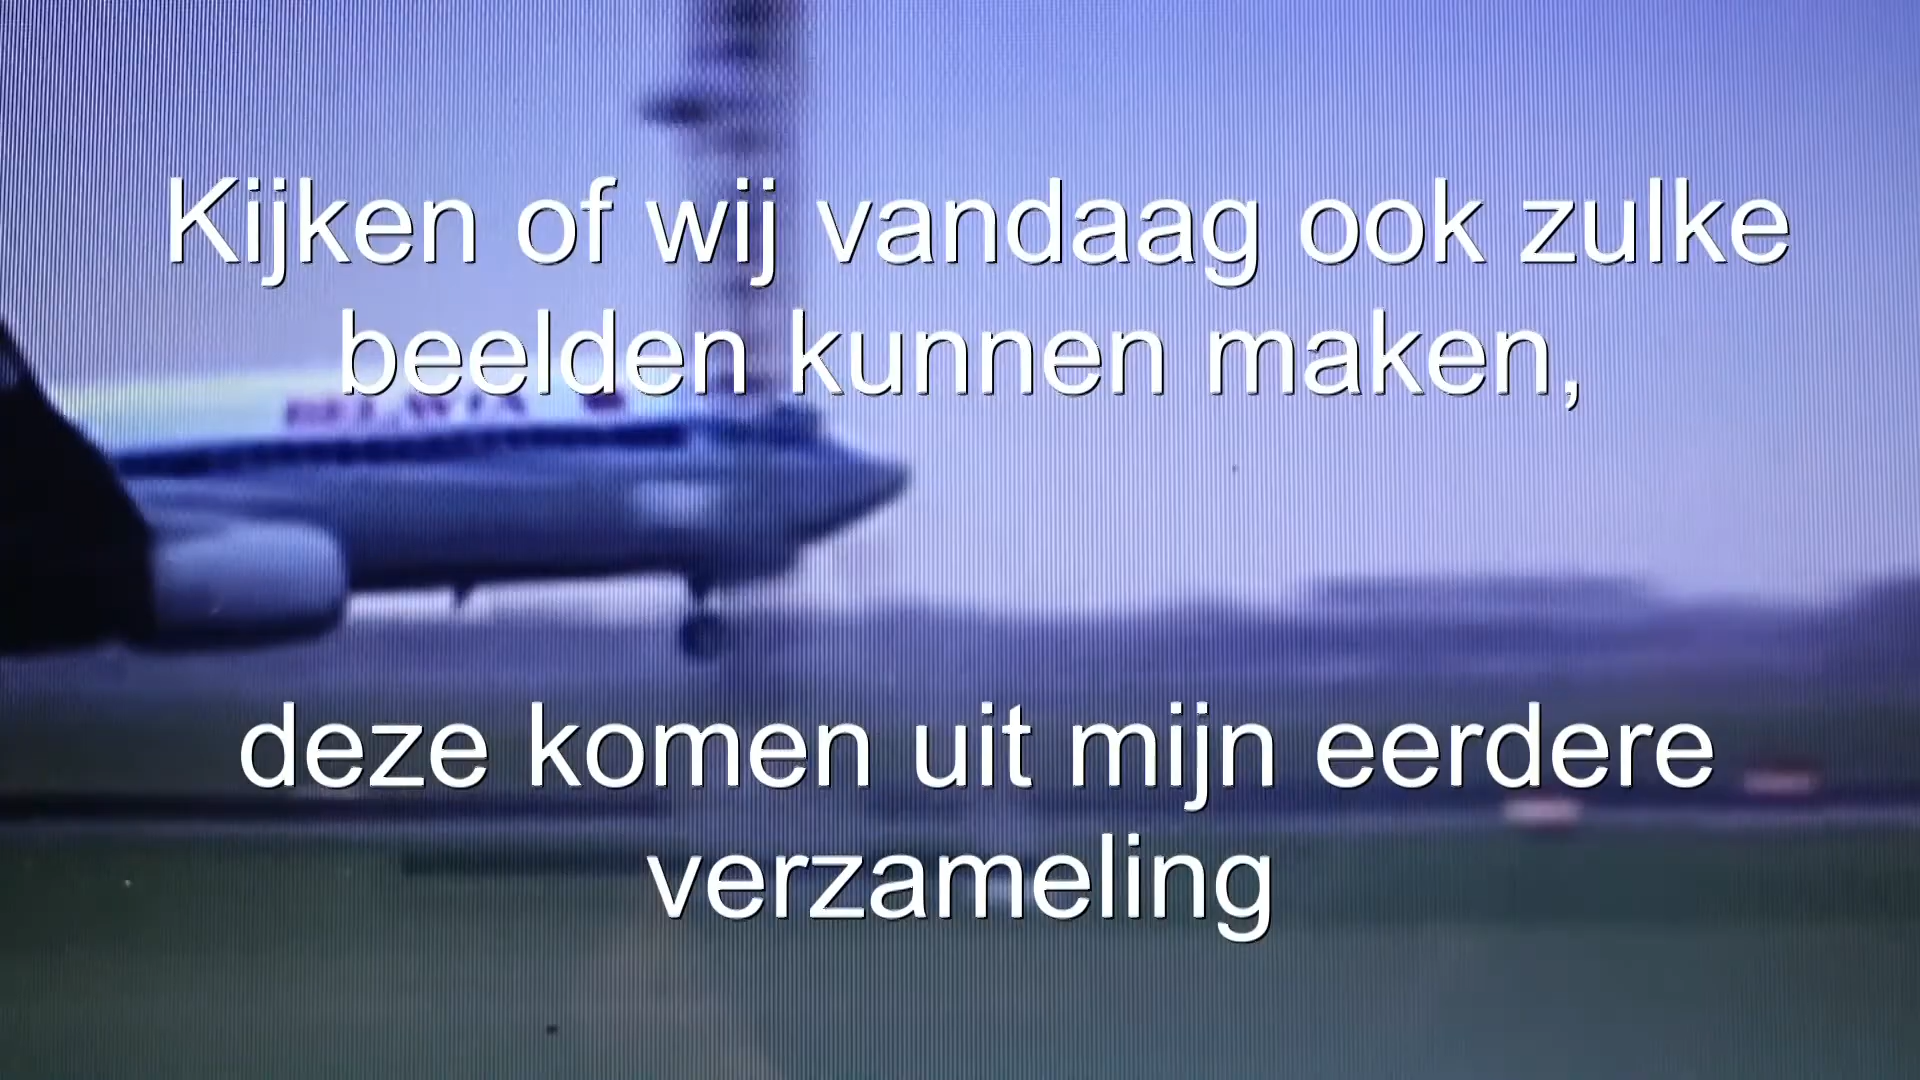 Kijken of wij vandaag ook zulke
beelden kunnen maken,
deze komen uit mijn eerdere
verzameling